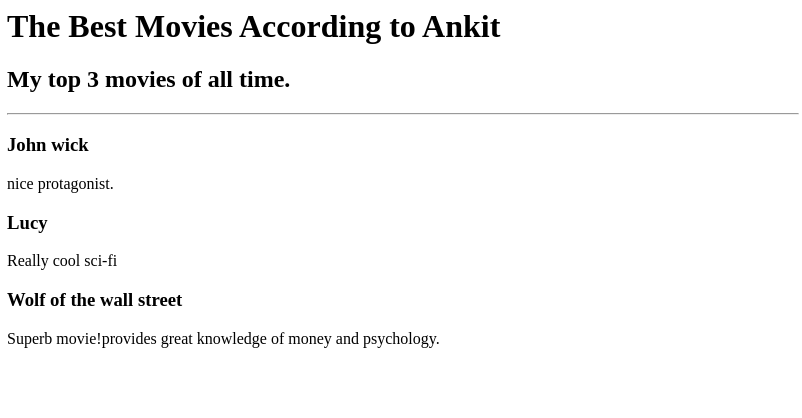 The Best Movies According to Ankit
My top 3 movies of all time.
John wick
nice protagonist.
Lucy
Really cool sci-fi
Wolf of the wall street
Superb movie!provides great knowledge of money and psychology.